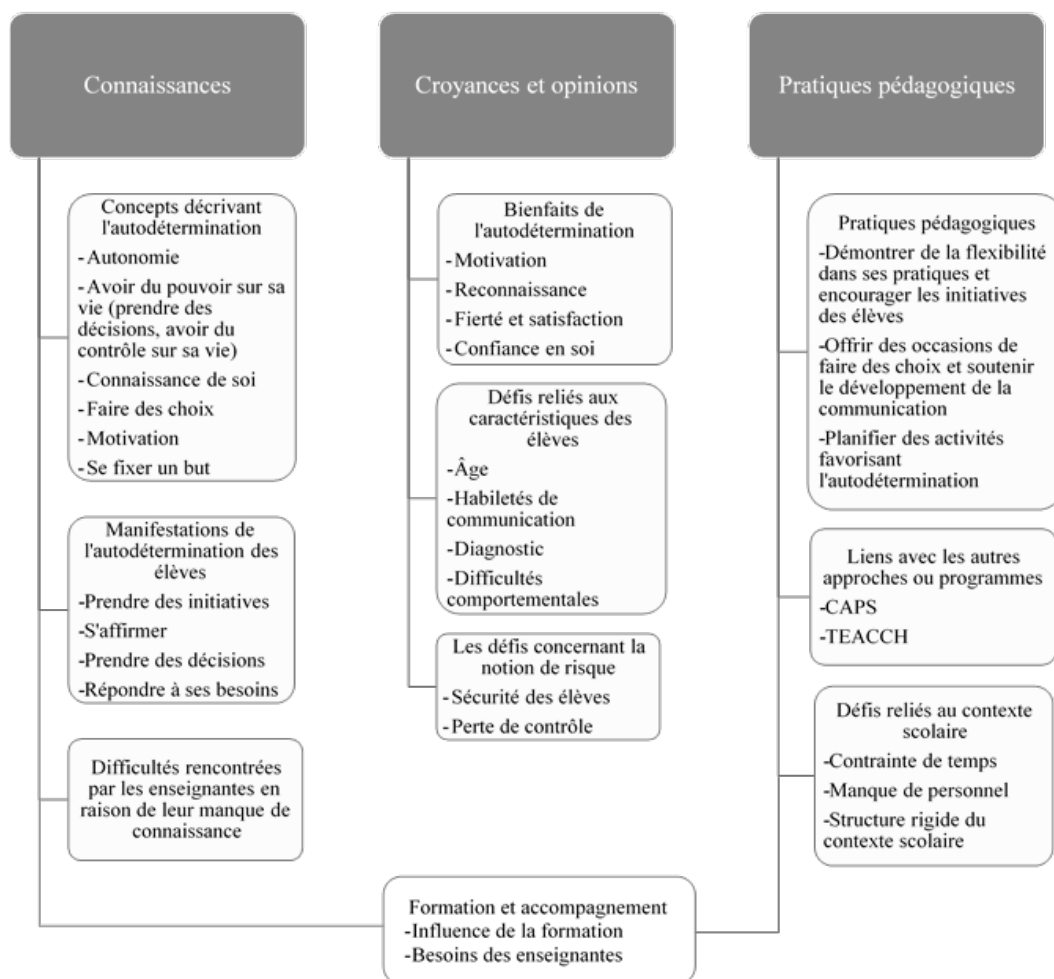 Connaissances
Concepts décrivant
l'autodétermination
-Autonomie
-Avoir du pouvoir sur sa
vie (prendre des
décisions, avoir du
contrôle sur sa vie)
-Connaissance de soi
-Faire des choix
-Motivation
-Se fixer un but
Manifestations de
l'autodétermination des
élèves
-Prendre des initiatives
-S'affirmer
-Prendre des décisions
-Répondre à ses besoins
Difficultés rencontrées
par les enseignantes en
raison de leur manque de
connaissance
Croyances et opinions
Bienfaits de
l'autodétermination
-Motivation
-Reconnaissance
-Fierté et satisfaction
-Confiance en soi
Défis reliés aux
caractéristiques des
élèves
-Âge
-Habiletés de
communication
-Diagnostic
-Difficultés
comportementales
Les défis concernant la
notion de risque
-Sécurité des élèves
-Perte de contrôle
Pratiques pédagogiques
Pratiques pédagogiques
-Démontrer de la flexibilité
dans ses pratiques et
encourager les initiatives
des élèves
-Offrir des occasions de
faire des choix et soutenir
le développement de la
communication
-Planifier des activités
favorisant
l'autodétermination
Liens avec les autres
approches ou programmes
-CAPS
-TEACCH
Défis reliés au contexte
scolaire
-Contrainte de temps
-Manque de personnel
-Structure rigide du
contexte scolaire
Formation et accompagnement
-Influence de la formation
-Besoins des enseignantes